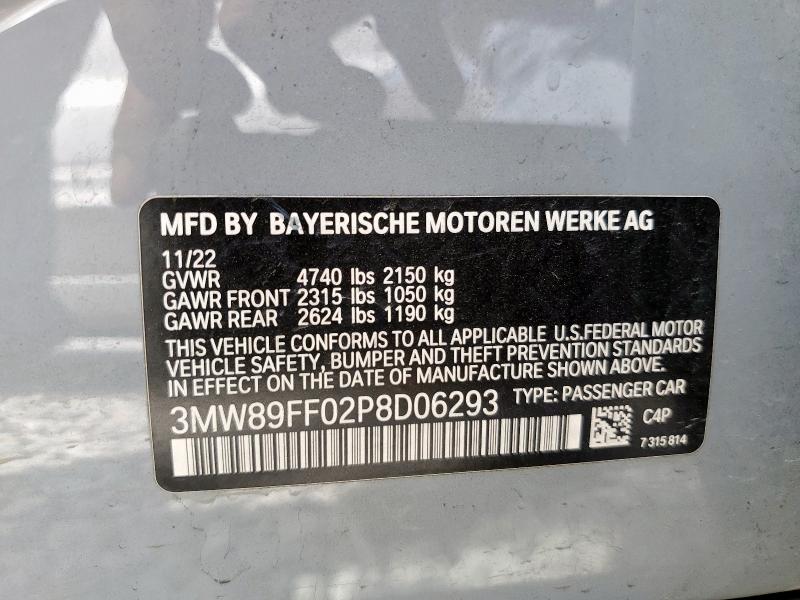 MFD BY BAYERISCHE MOTOREN WERKE AG
11/22
GVWR 4740 lbs 2150 kg
GAWR FRONT 2315 lbs 1050 kg
GAWR REAR 2624 lbs 1190 kg
THIS VEHICLE CONFORMS TO ALL APPLICABLE U.S.FEDERAL MOTOR
VEHICLE SAFETY, BUMPER AND THEFT PREVENTION STANDARDS
IN EFFECT ON THE DATE OF MANUFACTURE SHOWN ABOVE.
3MW89FF02P8D06293 TYPE: PASSENGER CAR
C4P
7 315 814